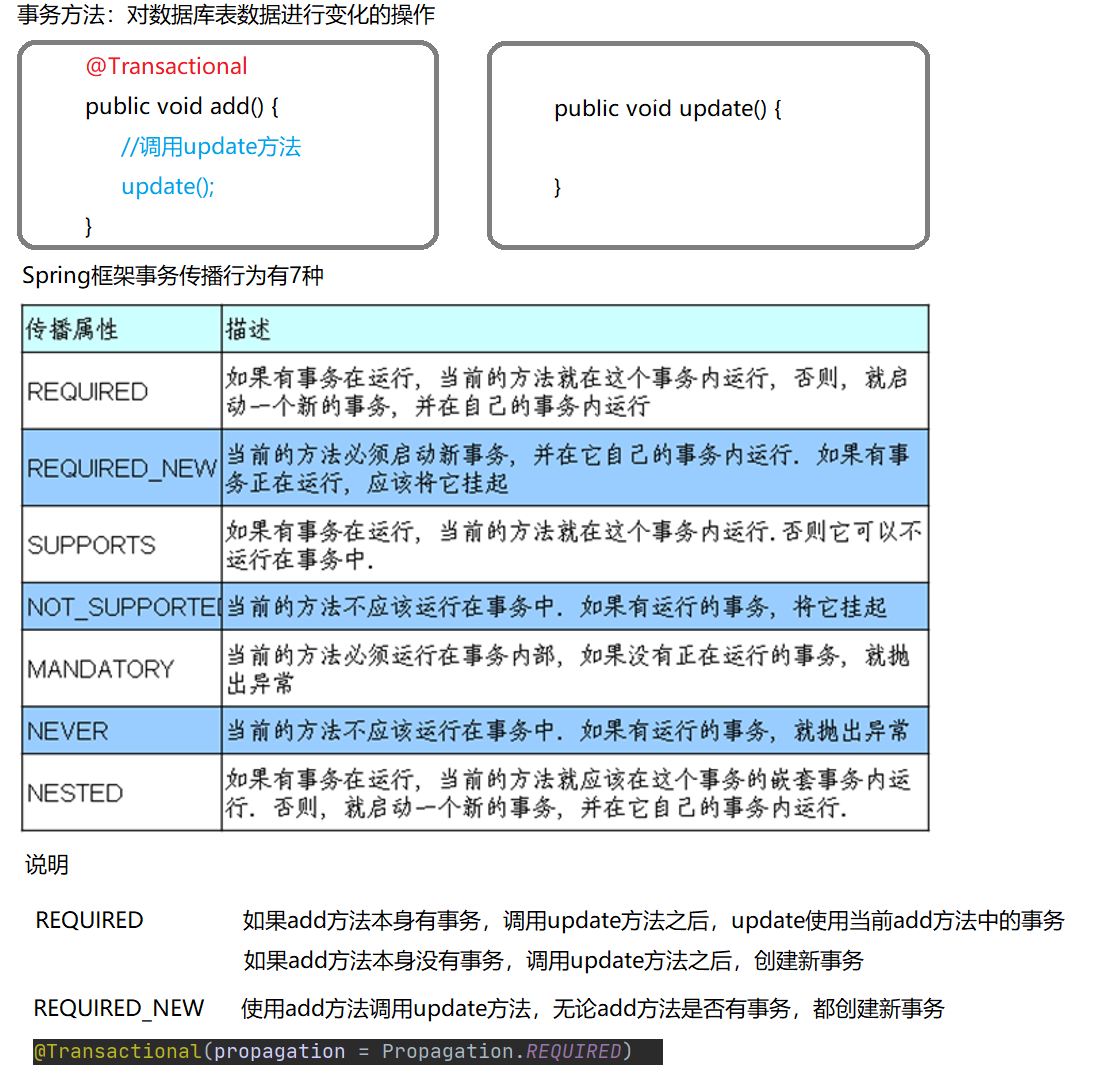 事务方法：对数据库表数据进行变化的操作
@Transactional
public void add() {
//调用update方法
update();
}
public void update() {
}
Spring框架事务传播行为有7种
传播属性 描述
REQUIRED 如果有事务在运行，当前的方法就在这个事务内运行，否则，就启
动一个新的事务，并在自己的事务内运行
REQUIRED_NEW 当前的方法必须启动新事务，并在它自己的事务内运行．如果有事
务正在运行，应该将它挂起
SUPPORTS 如果有事务在运行，当前的方法就在这个事务内运行．否则它可以不
运行在事务中．
NOT_SUPPORTED 当前的方法不应该运行在事务中．如果有运行的事务，将它挂起
MANDATORY 当前的方法必须运行在事务内部，如果没有正在运行的事务，就抛
出异常
NEVER 当前的方法不应该运行在事务中．如果有运行的事务，就抛出异常
NESTED 如果有事务在运行，当前的方法就应该在这个事务的嵌套事务内运
行．否则，就启动一个新的事务，并在它自己的事务内运行．
说明
REQUIRED 如果add方法本身有事务，调用update方法之后，update使用当前add方法中的事务
如果add方法本身没有事务，调用update方法之后，创建新事务
REQUIRED_NEW 使用add方法调用update方法，无论add方法是否有事务，都创建新事务
@Transactional(propagation = Propagation.REQUIRED)